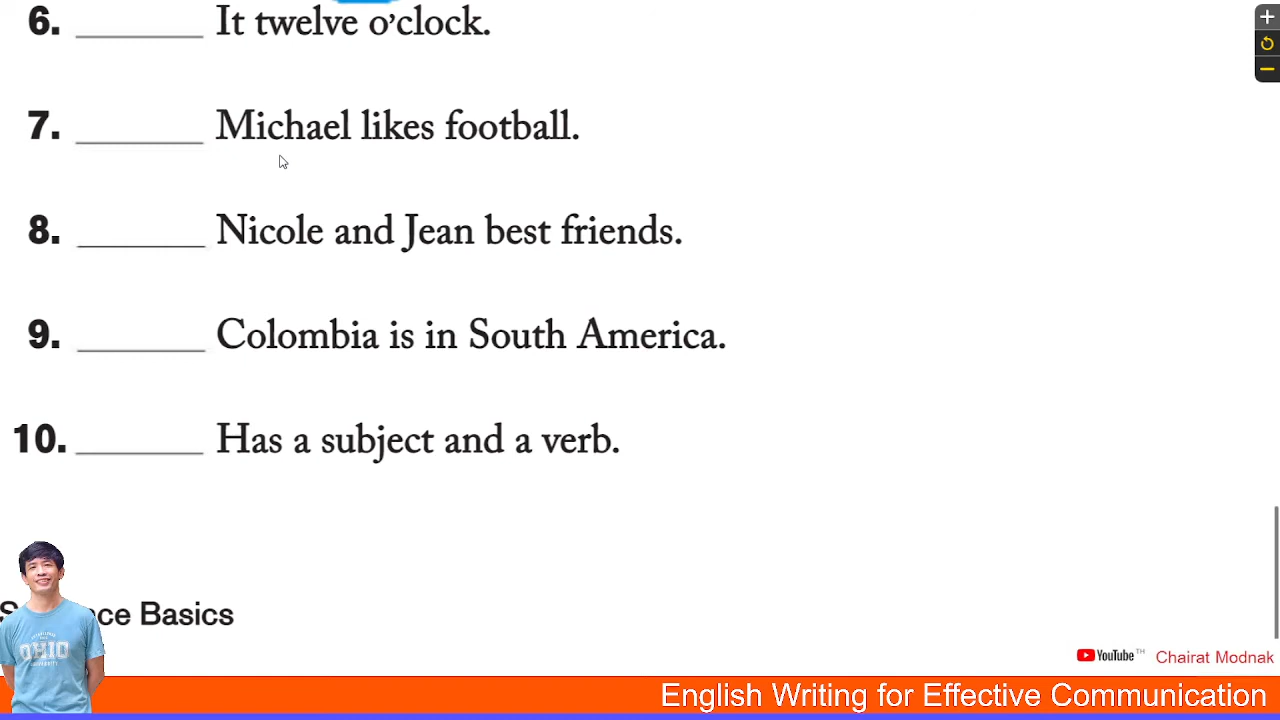 6. ________ It twelve o'clock.
7. ________ Michael likes football.
8. ________ Nicole and Jean best friends.
9. ________ Colombia is in South America.
10. ________ Has a subject and a verb.
OHIO
Basics
YouTube TH Chairat Modnak
English Writing for Effective Communication